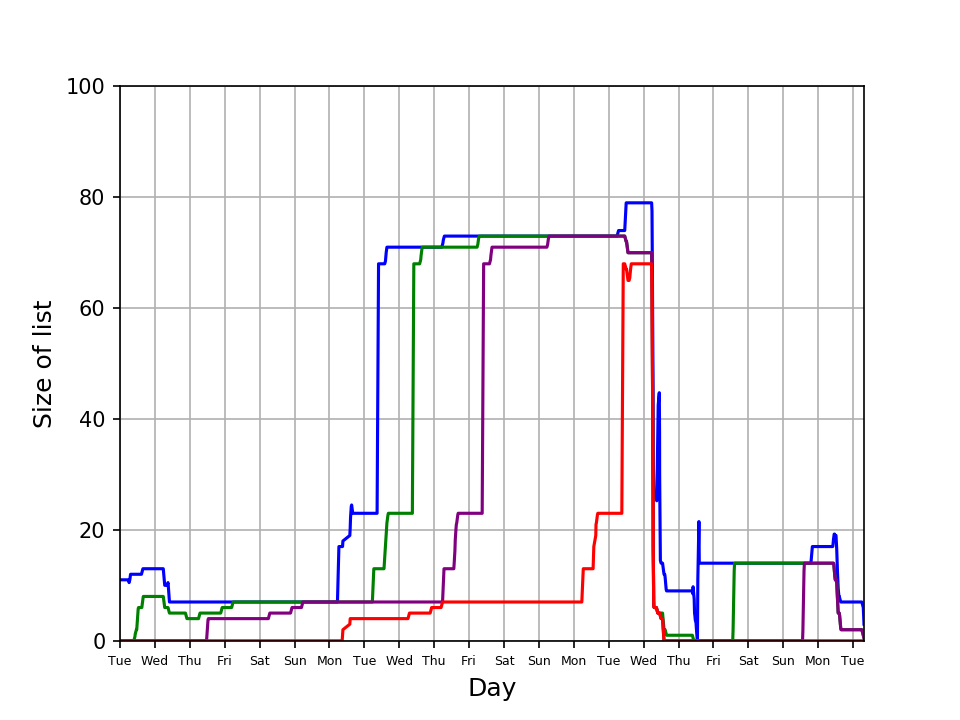 100
80
60
40
20
0
Size of list
Tue Wed Thu Fri Sat Sun Mon Tue Wed Thu Fri Sat Sun Mon Tue Wed Thu Fri Sat Sun Mon Tue
Day